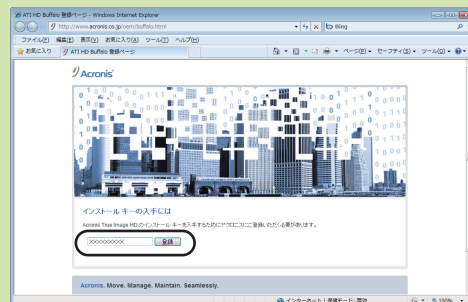 ATI HD Buffalo 登録ページ - Windows Internet Explorer
http://www.acronis.co.jp/oem/buffalo.html
Bing
ファイル(F) 編集(E) 表示(V) お気に入り(A) ツール(T) ヘルプ(H)
お気に入り ATI HD Buffalo 登録ページ
ページ(P) セーフティ(S) ツール(O)
Acronis
インストール キーの入手には
Acronis True Image HD のインストール キーを入手するためにアクロニスにご登録いただく必要があります。
XXXXXXXXXX 登録
Acronis. Move. Manage. Maintain. Seamlessly.
インターネット | 保護モード: 無効 100%